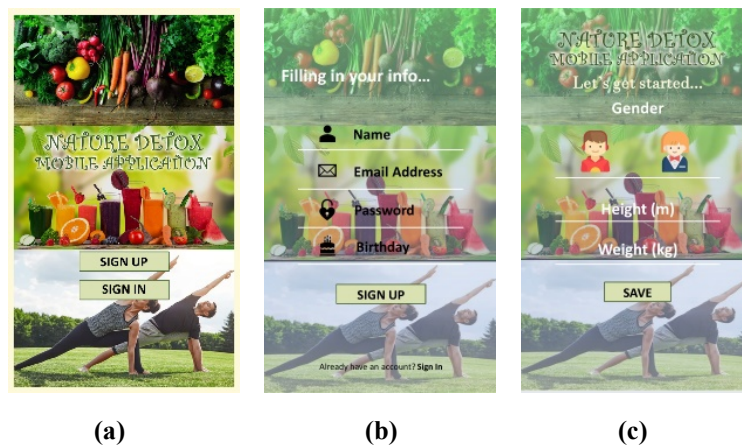 NATURE DETOX
MOBILE APPLICATION
SIGN UP
SIGN IN
(a)
Filling in your info...
Name
Email Address
Password
Birthday
SIGN UP
Already have an account? Sign In
(b)
NATURE DETOX
MOBILE APPLICATION
Let's get started...
Gender
Height (m)
Weight (kg)
SAVE
(c)